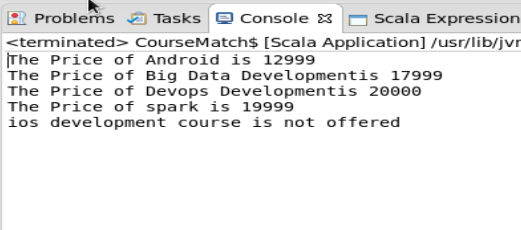 Problems Tasks Console Scala Expression
<terminated> CourseMatch$ [Scala Application] /usr/lib/jvr
The Price of Android is 12999
The Price of Big Data Developmentis 17999
The Price of Devops Developmentis 20000
The Price of spark is 19999
ios development course is not offered